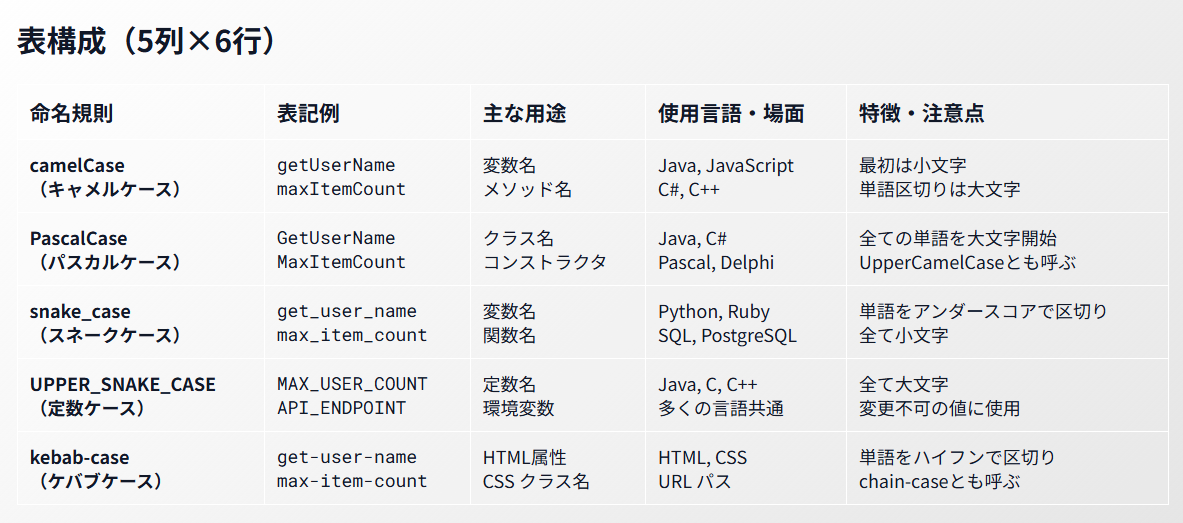 表構成（5列×6行）
命名規則 表記例 主な用途 使用言語・場面 特徴・注意点
camelCase getUserName 変数名 Java, JavaScript 最初は小文字
（キャメルケース） maxItemCount メソッド名 C#, C++ 単語区切りは大文字
PascalCase GetUserName クラス名 Java, C# 全ての単語を大文字開始
（パスカルケース） MaxItemCount コンストラクタ Pascal, Delphi UpperCamelCaseとも呼ぶ
snake_case get_user_name 変数名 Python, Ruby 単語をアンダースコアで区切り
（スネークケース） max_item_count 関数名 SQL, PostgreSQL 全て小文字
UPPER_SNAKE_CASE MAX_USER_COUNT 定数名 Java, C, C++ 全て大文字
（定数ケース） API_ENDPOINT 環境変数 多くの言語共通 変更不可の値に使用
kebab-case get-user-name HTML属性 HTML, CSS 単語をハイフンで区切り
（ケバブケース） max-item-count CSS クラス名 URL パス chain-caseとも呼ぶ